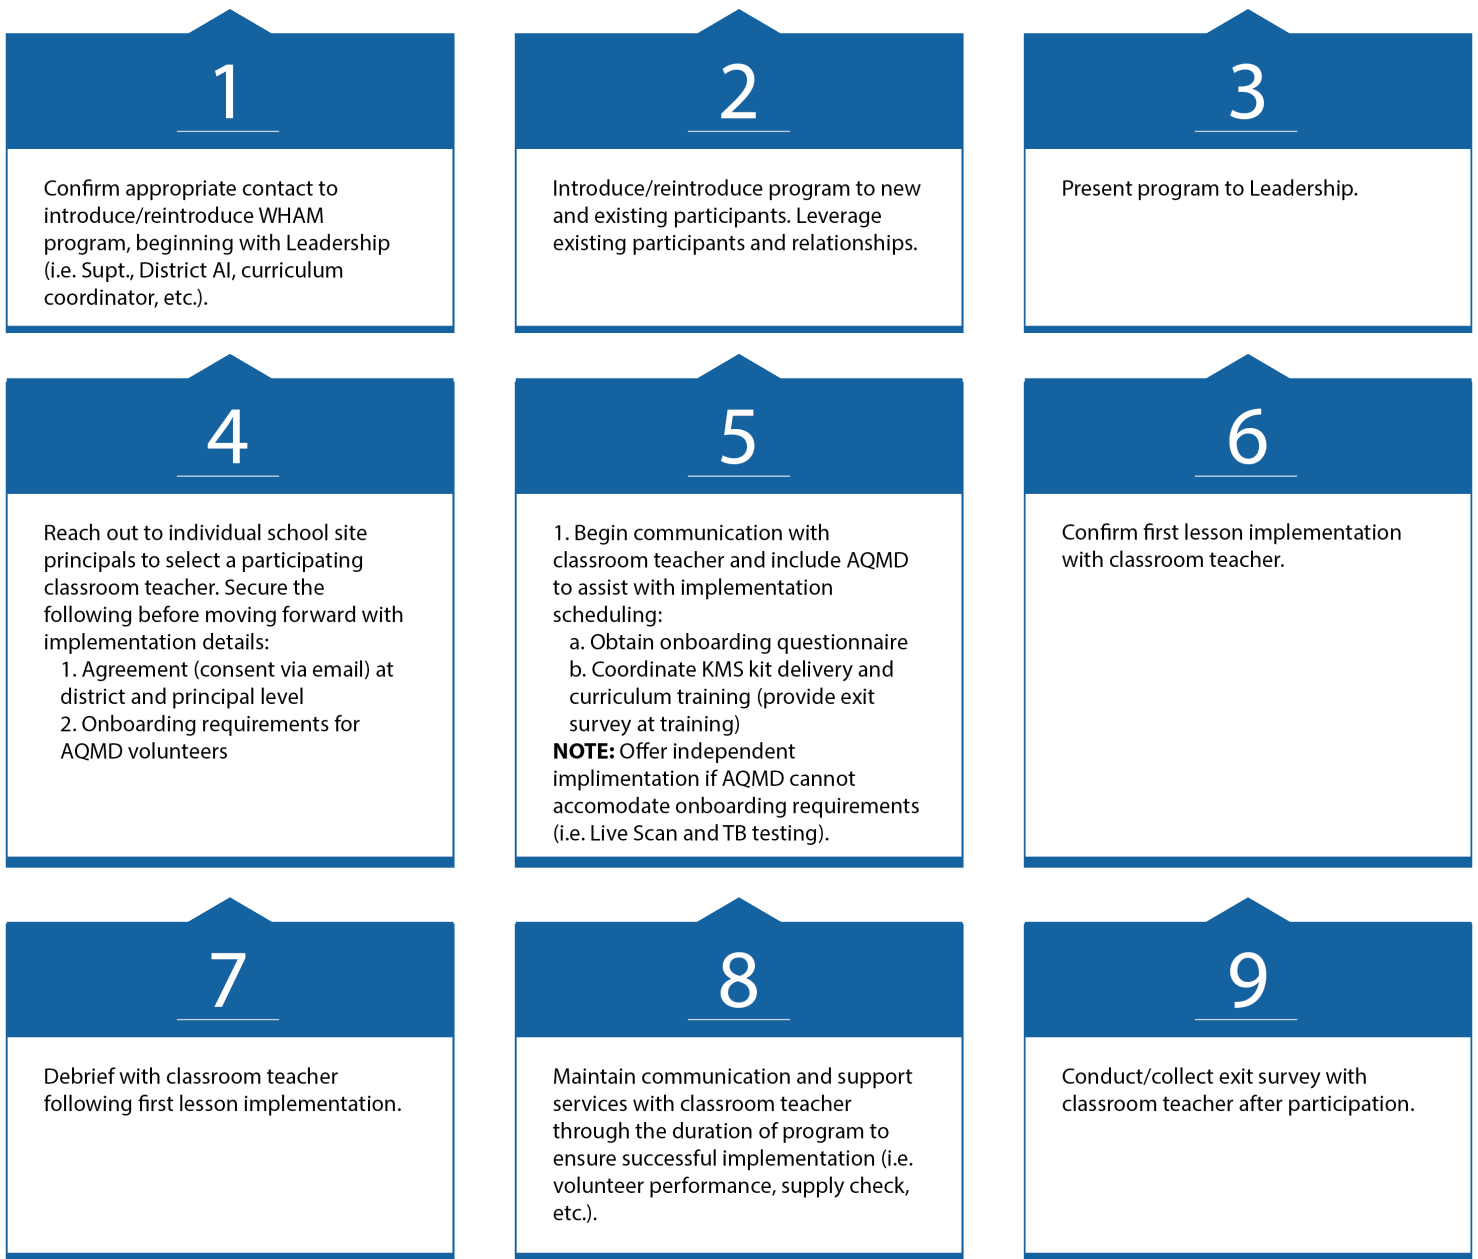 1
Confirm appropriate contact to
introduce/reintroduce WHAM
program, beginning with Leadership
(i.e. Supt., District AI, curriculum
coordinator, etc.).
2
Introduce/reintroduce program to new
and existing participants. Leverage
existing participants and relationships.
3
Present program to Leadership.
4
Reach out to individual school site
principals to select a participating
classroom teacher. Secure the
following before moving forward with
implementation details:
1. Agreement (consent via email) at
district and principal level
2. Onboarding requirements for
AQMD volunteers
5
1. Begin communication with
classroom teacher and include AQMD
to assist with implementation
scheduling:
a. Obtain onboarding questionnaire
b. Coordinate KMS kit delivery and
curriculum training (provide exit
survey at training)
NOTE: Offer independent
implimentation if AQMD cannot
accomodate onboarding requirements
(i.e. Live Scan and TB testing).
6
Confirm first lesson implementation
with classroom teacher.
7
Debrief with classroom teacher
following first lesson implementation.
8
Maintain communication and support
services with classroom teacher
through the duration of program to
ensure successful implementation (i.e.
volunteer performance, supply check,
etc.).
9
Conduct/collect exit survey with
classroom teacher after participation.